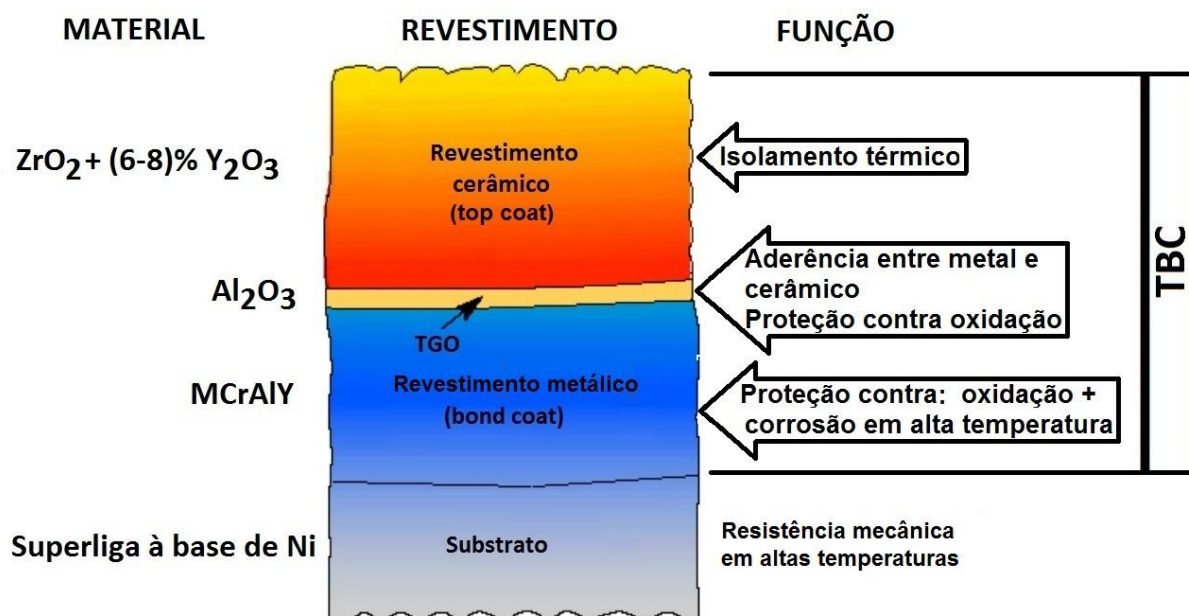 MATERIAL
REVESTIMENTO
FUNÇÃO
ZrO₂ + (6-8)% Y₂O₃
Revestimento
cerâmico
(top coat)
Isolamento térmico
Al₂O₃
TGO
Aderência entre metal e
cerâmico
Proteção contra oxidação
TBC
MCrAlY
Revestimento metálico
(bond coat)
Proteção contra: oxidação +
corrosão em alta temperatura
Superliga à base de Ni
Substrato
Resistência mecânica
em altas temperaturas